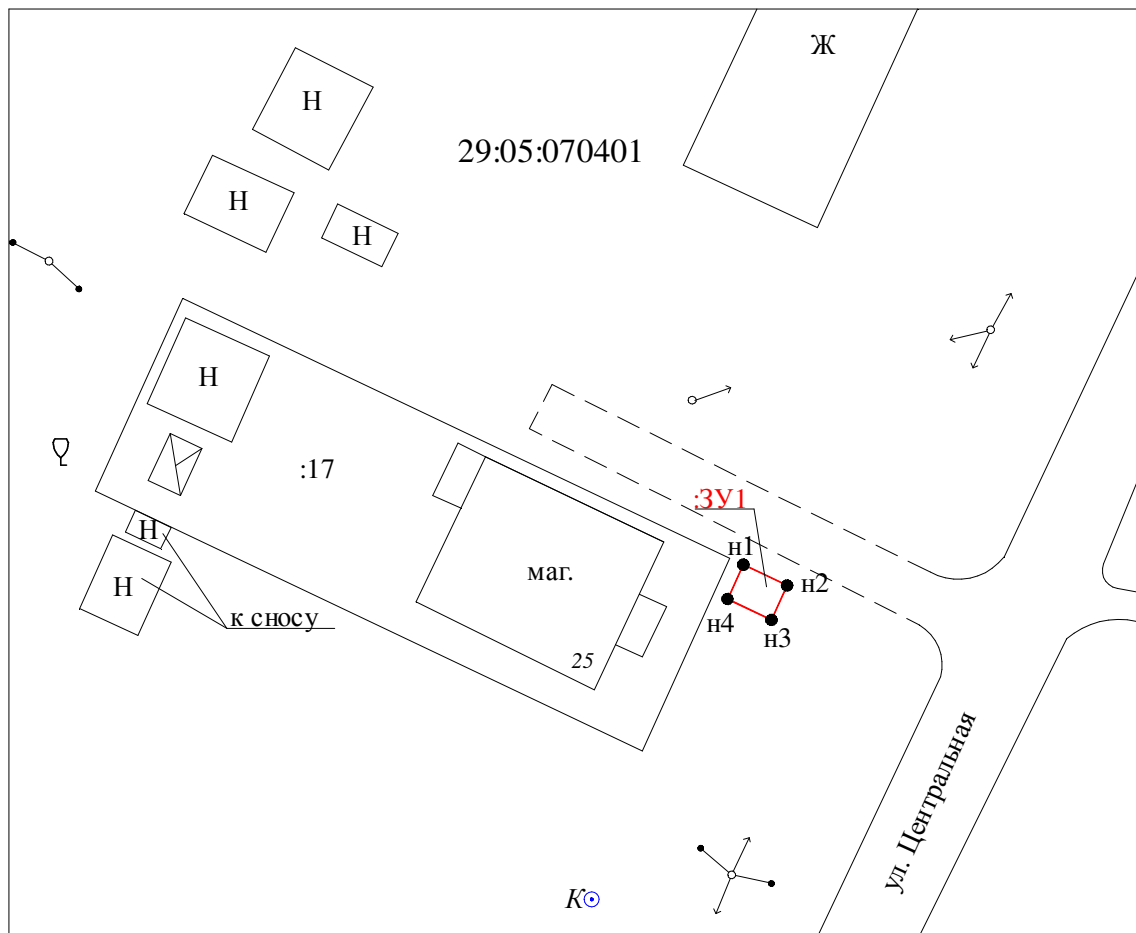 Ж
Н
29:05:070401
Н
Н
Н
:17
:ЗУ1
Н
н1
маг.
Н
н2
н4
к сносу
н3
25
ул. Центральная
К